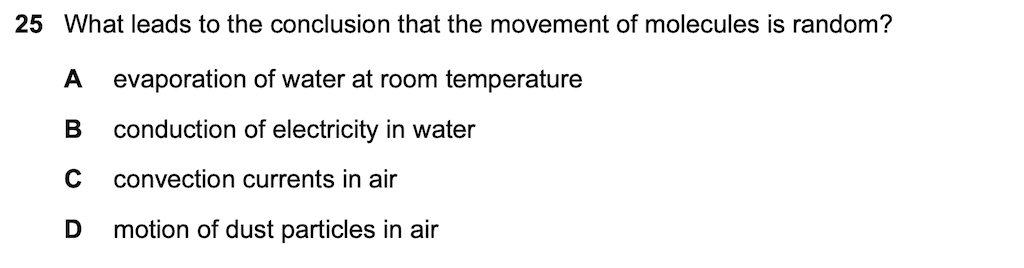 25 What leads to the conclusion that the movement of molecules is random?
A evaporation of water at room temperature
B conduction of electricity in water
C convection currents in air
D motion of dust particles in air